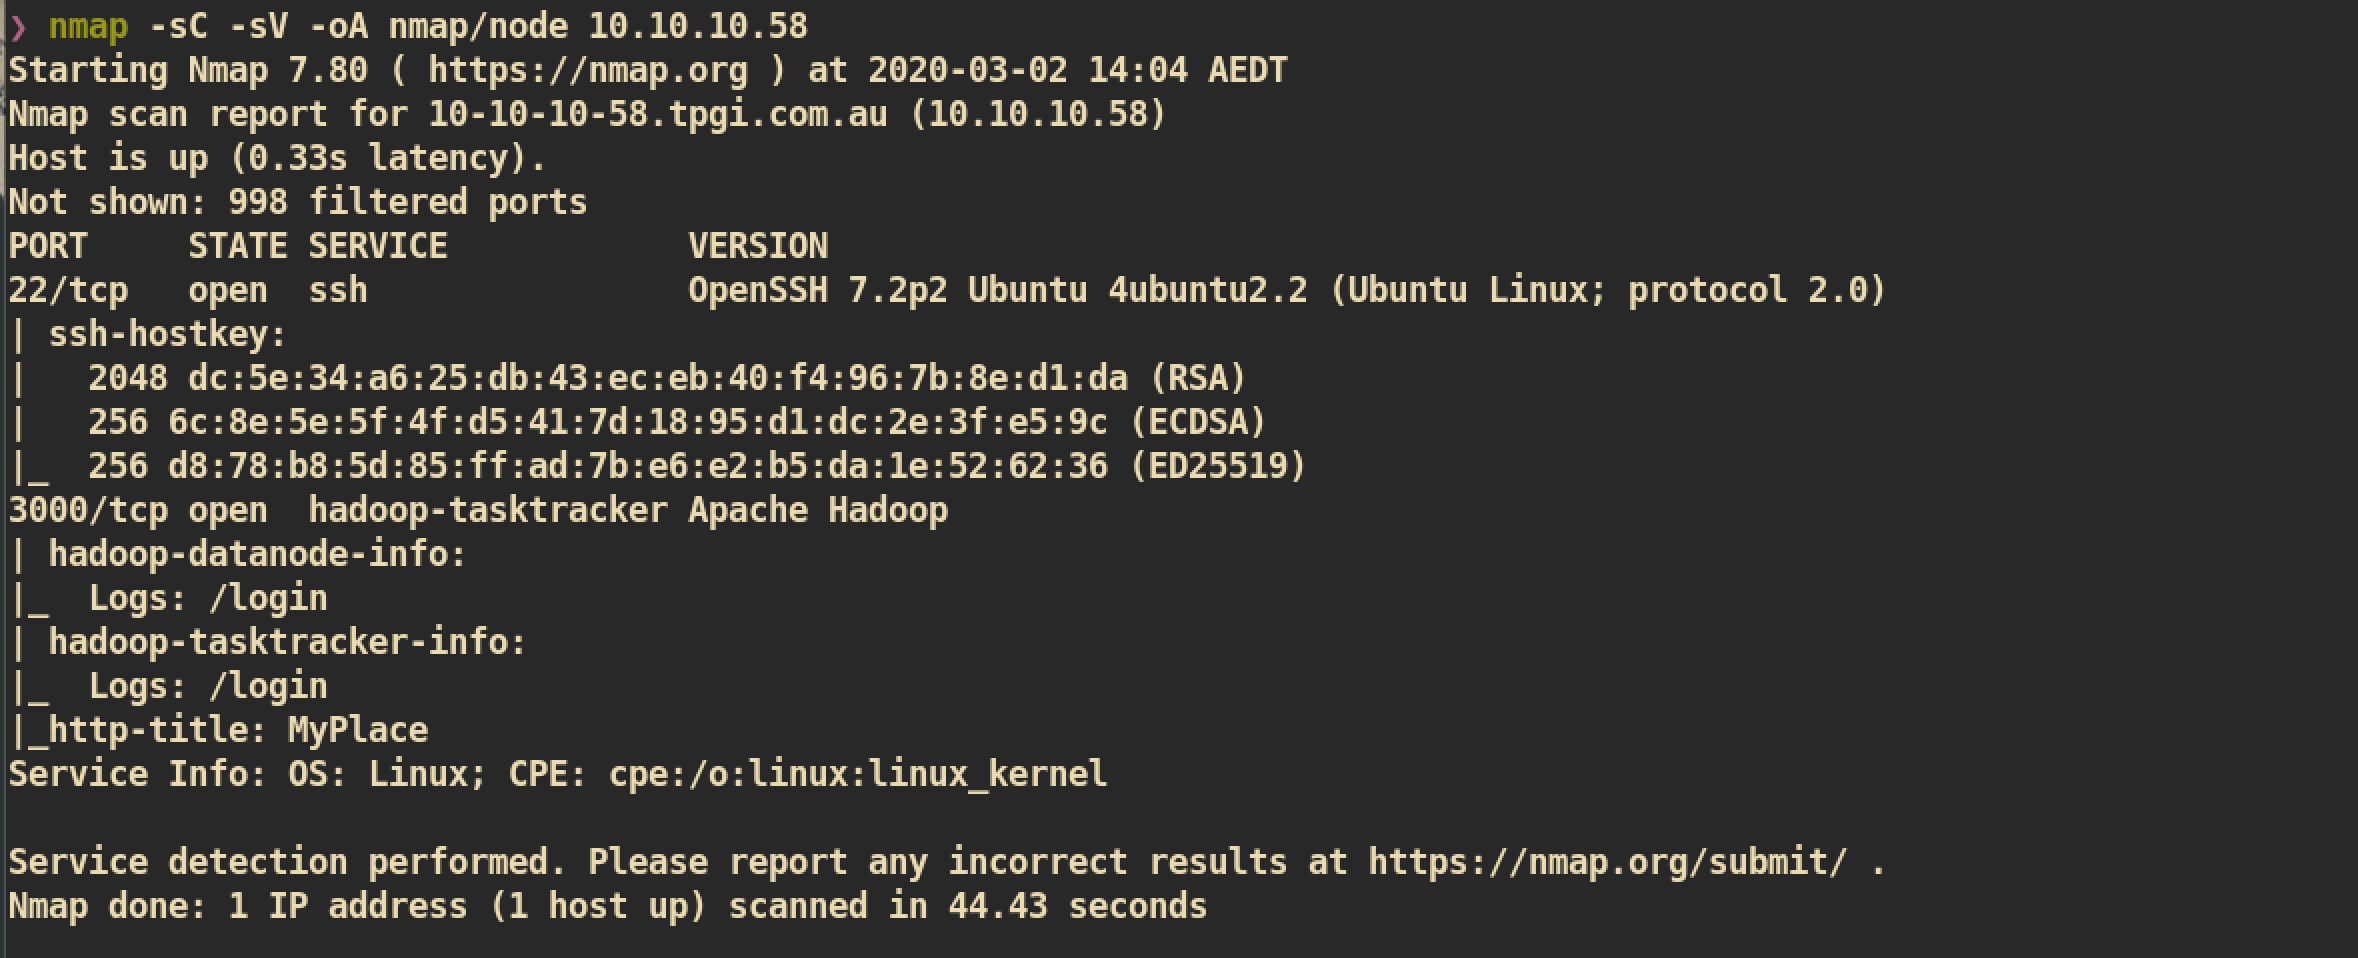 ❯ nmap -sC -sV -oA nmap/node 10.10.10.58
Starting Nmap 7.80 ( https://nmap.org ) at 2020-03-02 14:04 AEDT
Nmap scan report for 10-10-10-58.tpgi.com.au (10.10.10.58)
Host is up (0.33s latency).
Not shown: 998 filtered ports
PORT     STATE SERVICE            VERSION
22/tcp   open  ssh                OpenSSH 7.2p2 Ubuntu 4ubuntu2.2 (Ubuntu Linux; protocol 2.0)
| ssh-hostkey:
|   2048 dc:5e:34:a6:25:db:43:ec:eb:40:f4:96:7b:8e:d1:da (RSA)
|   256 6c:8e:5e:5f:4f:d5:41:7d:18:95:d1:dc:2e:3f:e5:9c (ECDSA)
|_  256 d8:78:b8:5d:85:ff:ad:7b:e6:e2:b5:da:1e:52:62:36 (ED25519)
3000/tcp open  hadoop-tasktracker Apache Hadoop
| hadoop-datanode-info:
|_  Logs: /login
| hadoop-tasktracker-info:
|_  Logs: /login
|_http-title: MyPlace
Service Info: OS: Linux; CPE: cpe:/o:linux:linux_kernel

Service detection performed. Please report any incorrect results at https://nmap.org/submit/ .
Nmap done: 1 IP address (1 host up) scanned in 44.43 seconds